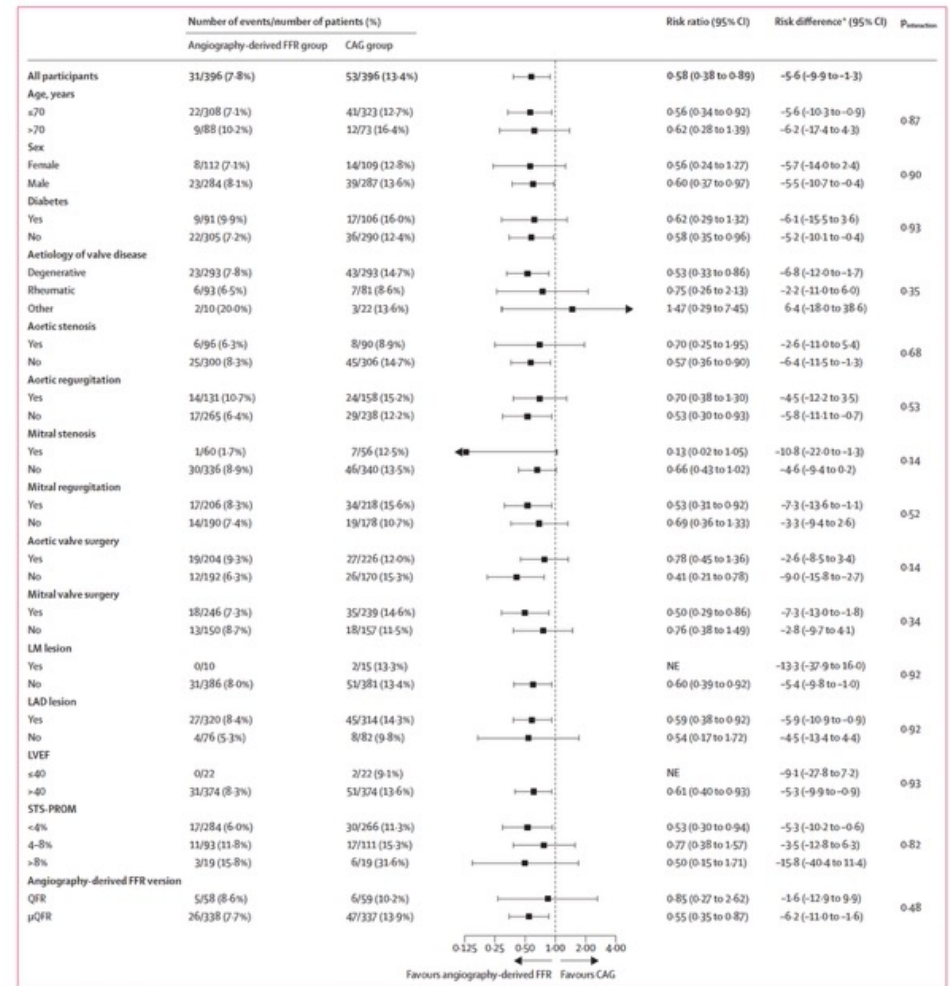 Number of events/number of patients (%) Risk ratio (95% CI) Risk difference* (95% CI) Pinteraction
Angiography-derived FFR group CAG group
All participants 31/396 (7·8%) 53/396 (13·4%) 0·58 (0·38 to 0·89) −5·6 (−9·9 to −1·3)
Age, years
≤70 22/308 (7·1%) 41/323 (12·7%) 0·56 (0·34 to 0·92) −5·6 (−10·3 to −0·9)
0·87
>70 9/88 (10·2%) 12/73 (16·4%) 0·62 (0·28 to 1·39) −6·2 (−17·4 to 4·3)
Sex
Female 8/112 (7·1%) 14/109 (12·8%) 0·56 (0·24 to 1·27) −5·7 (−14·0 to 2·4)
0·90
Male 23/284 (8·1%) 39/287 (13·6%) 0·60 (0·37 to 0·97) −5·5 (−10·7 to −0·4)
Diabetes
Yes 9/91 (9·9%) 17/106 (16·0%) 0·62 (0·29 to 1·32) −6·1 (−15·5 to 3·6)
0·93
No 22/305 (7·2%) 36/290 (12·4%) 0·58 (0·35 to 0·96) −5·2 (−10·1 to −0·4)
Aetiology of valve disease
Degenerative 23/293 (7·8%) 43/293 (14·7%) 0·53 (0·33 to 0·86) −6·8 (−12·0 to −1·7)
Rheumatic 6/93 (6·5%) 7/81 (8·6%) 0·75 (0·26 to 2·13) −2·2 (−11·0 to 6·0) 0·35
Other 2/10 (20·0%) 3/22 (13·6%) 1·47 (0·29 to 7·45) 6·4 (−18·0 to 38·6)
Aortic stenosis
Yes 6/96 (6·3%) 8/90 (8·9%) 0·70 (0·25 to 1·95) −2·6 (−11·0 to 5·4)
0·68
No 25/300 (8·3%) 45/306 (14·7%) 0·57 (0·36 to 0·90) −6·4 (−11·5 to −1·3)
Aortic regurgitation
Yes 14/131 (10·7%) 24/158 (15·2%) 0·70 (0·38 to 1·30) −4·5 (−12·2 to 3·5)
0·53
No 17/265 (6·4%) 29/238 (12·2%) 0·53 (0·30 to 0·93) −5·8 (−11·1 to −0·7)
Mitral stenosis
Yes 1/60 (1·7%) 7/56 (12·5%) 0·13 (0·02 to 1·05) −10·8 (−22·0 to −1·3)
0·14
No 30/336 (8·9%) 46/340 (13·5%) 0·66 (0·43 to 1·02) −4·6 (−9·4 to 0·2)
Mitral regurgitation
Yes 17/206 (8·3%) 34/218 (15·6%) 0·53 (0·31 to 0·92) −7·3 (−13·6 to −1·1)
0·52
No 14/190 (7·4%) 19/178 (10·7%) 0·69 (0·36 to 1·33) −3·3 (−9·4 to 2·6)
Aortic valve surgery
Yes 19/204 (9·3%) 27/226 (12·0%) 0·78 (0·45 to 1·36) −2·6 (−8·5 to 3·4)
0·14
No 12/192 (6·3%) 26/170 (15·3%) 0·41 (0·21 to 0·78) −9·0 (−15·8 to −2·7)
Mitral valve surgery
Yes 18/246 (7·3%) 35/239 (14·6%) 0·50 (0·29 to 0·86) −7·3 (−13·0 to −1·8)
0·34
No 13/150 (8·7%) 18/157 (11·5%) 0·76 (0·38 to 1·49) −2·8 (−9·7 to 4·1)
LM lesion
Yes 0/10 2/15 (13·3%) NE −13·3 (−37·9 to 16·0)
0·92
No 31/386 (8·0%) 51/381 (13·4%) 0·60 (0·39 to 0·92) −5·4 (−9·8 to −1·0)
LAD lesion
Yes 27/320 (8·4%) 45/314 (14·3%) 0·59 (0·38 to 0·92) −5·9 (−10·9 to −0·9)
0·92
No 4/76 (5·3%) 8/82 (9·8%) 0·54 (0·17 to 1·72) −4·5 (−13·4 to 4·4)
LVEF
≤40 0/22 2/22 (9·1%) NE −9·1 (−27·8 to 7·2)
0·93
>40 31/374 (8·3%) 51/374 (13·6%) 0·61 (0·40 to 0·93) −5·3 (−9·9 to −0·9)
STS-PROM
<4% 17/284 (6·0%) 30/266 (11·3%) 0·53 (0·30 to 0·94) −5·3 (−10·2 to −0·6)
4–8% 11/93 (11·8%) 17/111 (15·3%) 0·77 (0·38 to 1·57) −3·5 (−12·8 to 6·3) 0·82
>8% 3/19 (15·8%) 6/19 (31·6%) 0·50 (0·15 to 1·71) −15·8 (−40·4 to 11·4)
Angiography-derived FFR version
QFR 5/58 (8·6%) 6/59 (10·2%) 0·85 (0·27 to 2·62) −1·6 (−12·9 to 9·9)
0·48
µQFR 26/338 (7·7%) 47/337 (13·9%) 0·55 (0·35 to 0·87) −6·2 (−11·0 to −1·6)
0·125 0·25 0·50 1·00 2·00 4·00
Favours angiography-derived FFR Favours CAG